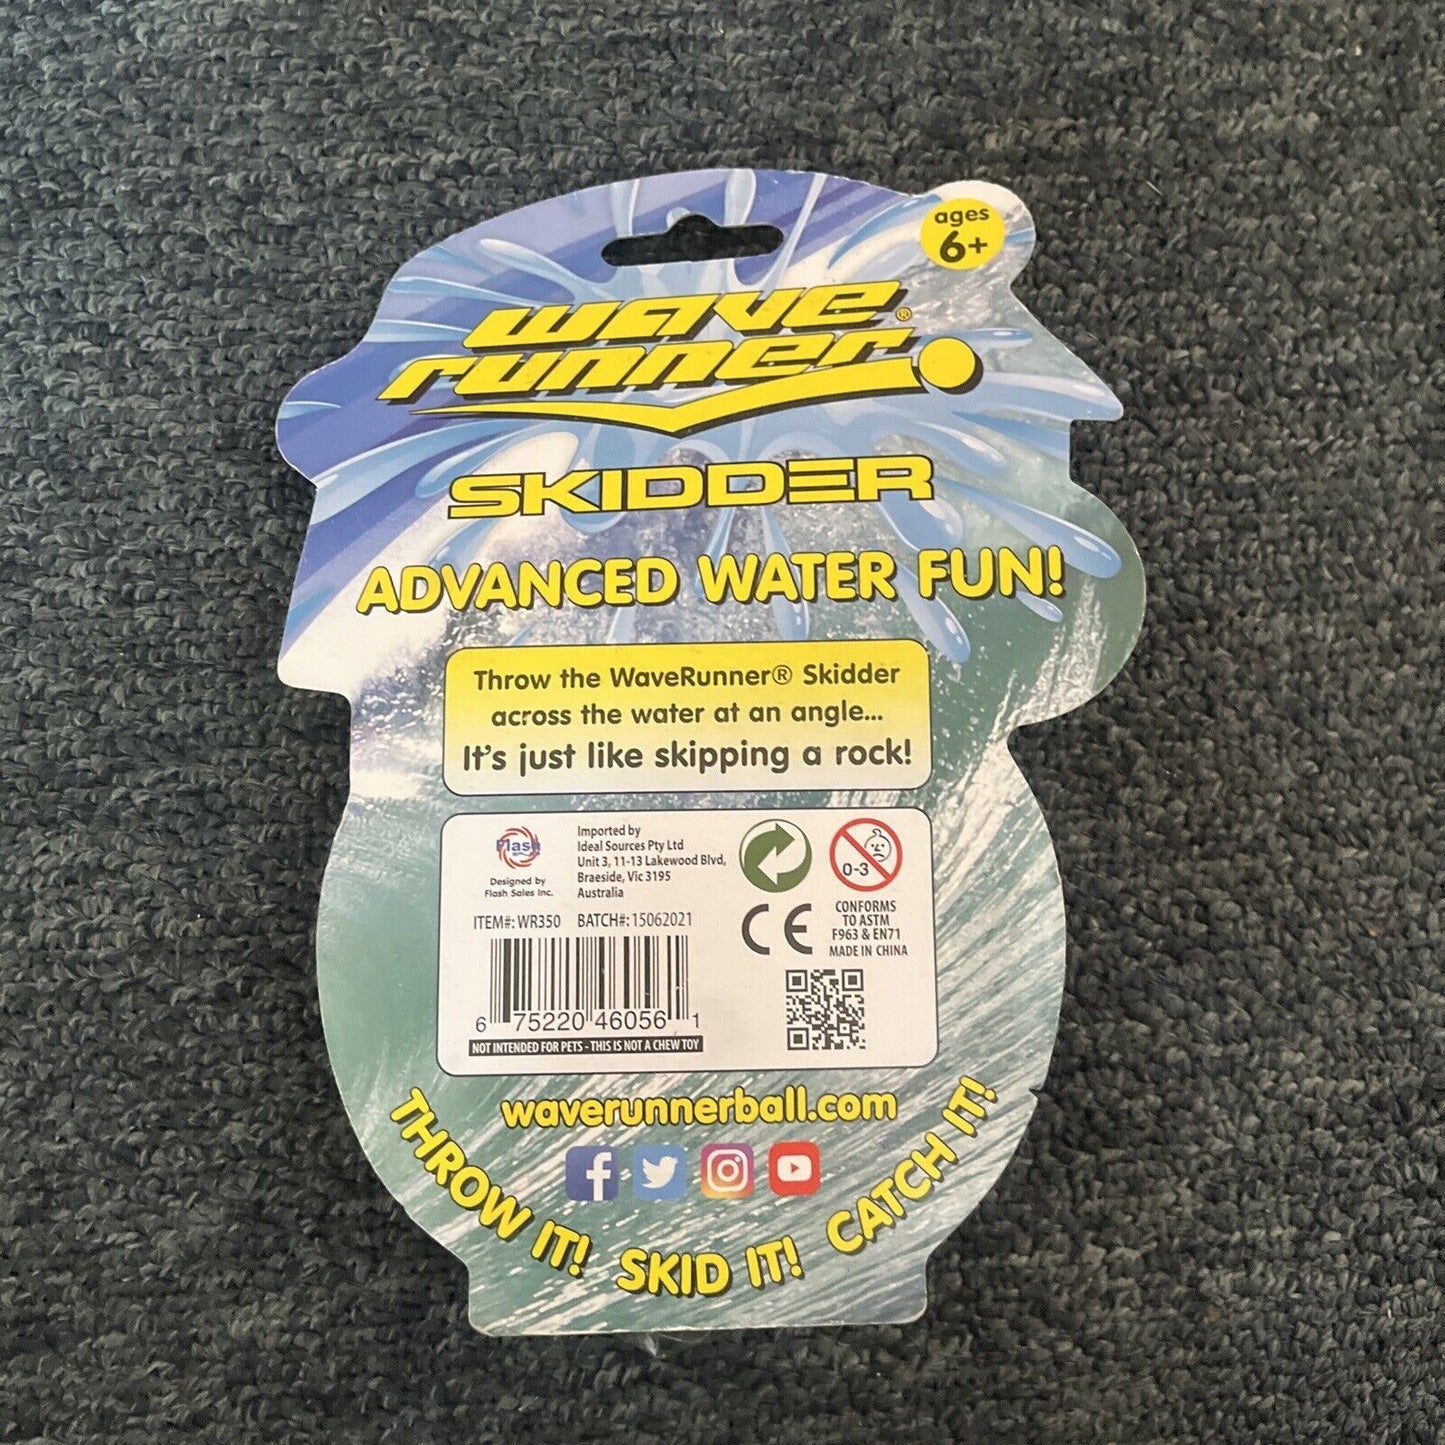 ages
6+
wave
runner®
SKIDDER
ADVANCED WATER FUN!
Throw the WaveRunner® Skidder
across the water at an angle...
It's just like skipping a rock!
Flash
Designed by
Flash Sales Inc.
Imported by
Ideal Sources Pty Ltd
Unit 3, 11-13 Lakewood Blvd,
Braeside, Vic 3195
Australia
0-3
ITEM#: WR350 BATCH#: 15062021
CE
CONFORMS
TO ASTM
F963 & EN71
MADE IN CHINA
6 75220 46056 1
NOT INTENDED FOR PETS - THIS IS NOT A CHEW TOY
waverunnerball.com
THROW IT! SKID IT! CATCH IT!